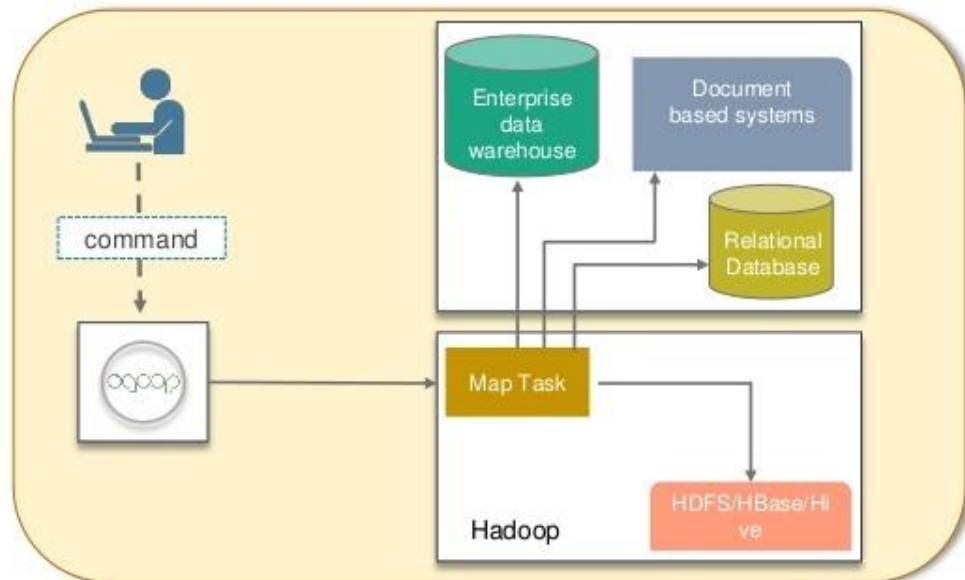 Enterprise
data
warehouse
Document
based systems
Relational
Database
command
Map Task
HDFS/HBase/Hi
ve
Hadoop